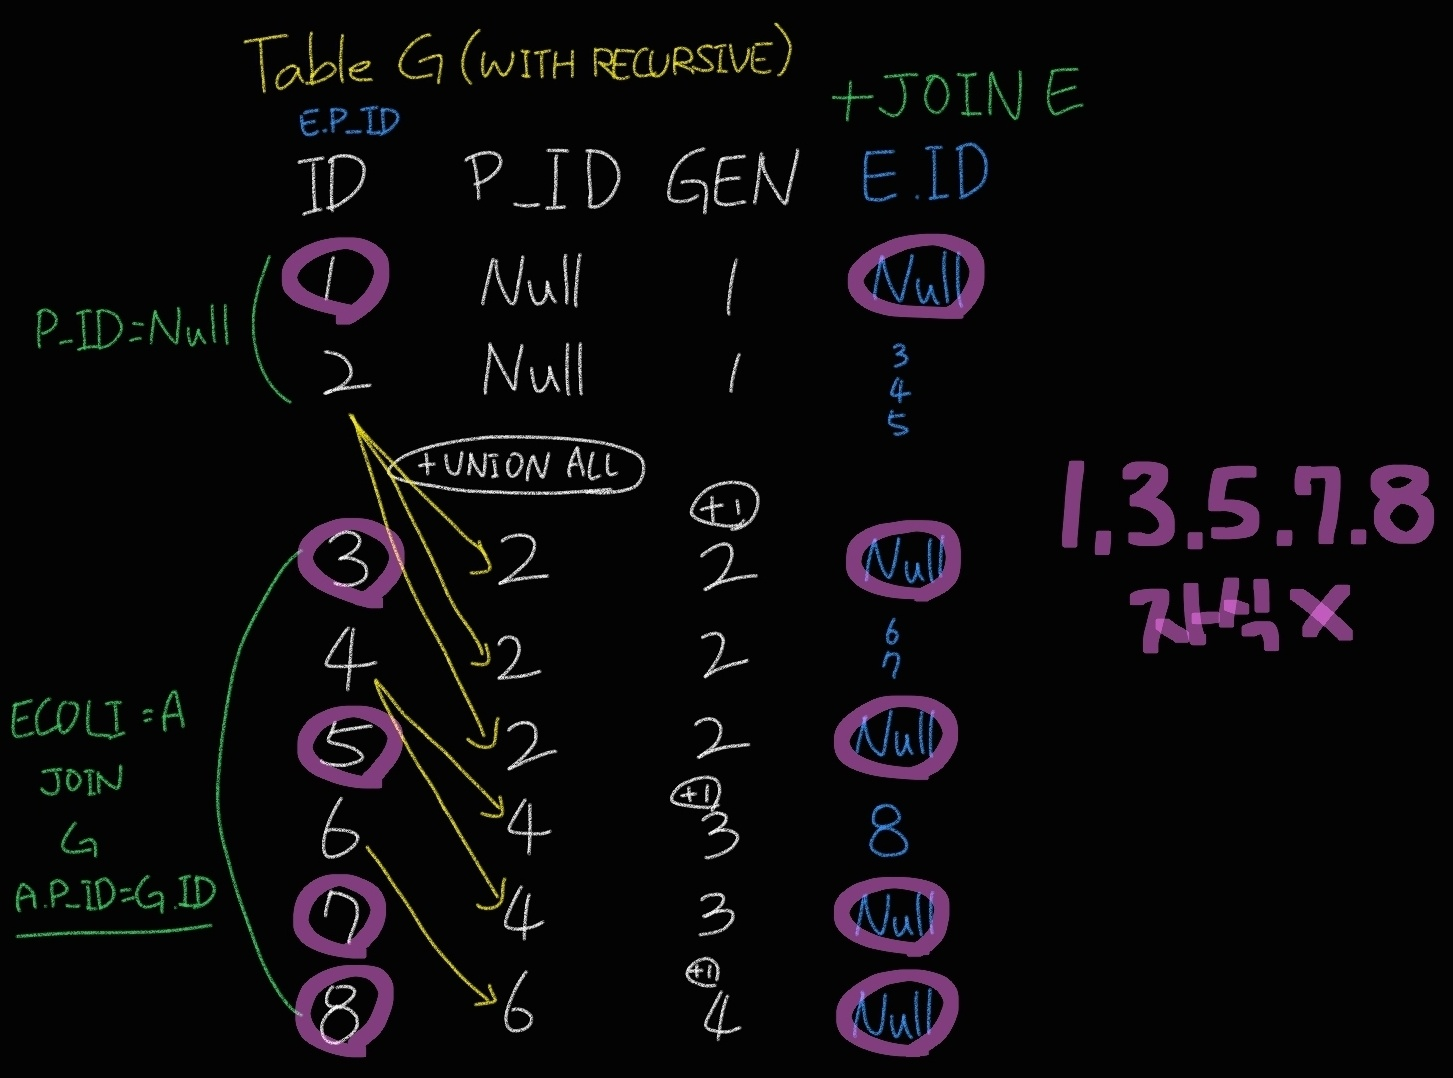 Table G (WITH RECURSIVE)
+JOIN E
E.P_ID
ID P_ID GEN E.ID
1 Null 1 Null
P_ID=Null
2 Null 1 3
4
5
+UNION ALL
+1
3 2 2 Null
1.3.5.7.8
자식 X
4 2 2 6
7
ECOLI = A
5 2 2 Null
JOIN
+1
6 4 3 8
G
A.P_ID=G.ID
7 4 3 Null
+1
8 6 4 Null